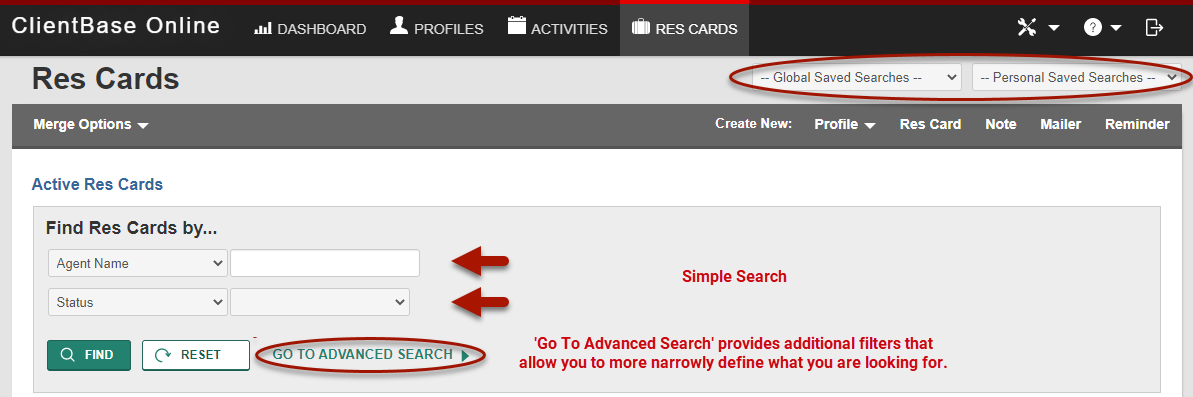 ClientBase Online DASHBOARD PROFILES ACTIVITIES RES CARDS ?
Res Cards -- Global Saved Searches -- -- Personal Saved Searches --
Merge Options Create New: Profile Res Card Note Mailer Reminder
Active Res Cards
Find Res Cards by...
Agent Name
Simple Search
Status
'Go To Advanced Search' provides additional filters that
FIND RESET GO TO ADVANCED SEARCH
allow you to more narrowly define what you are looking for.